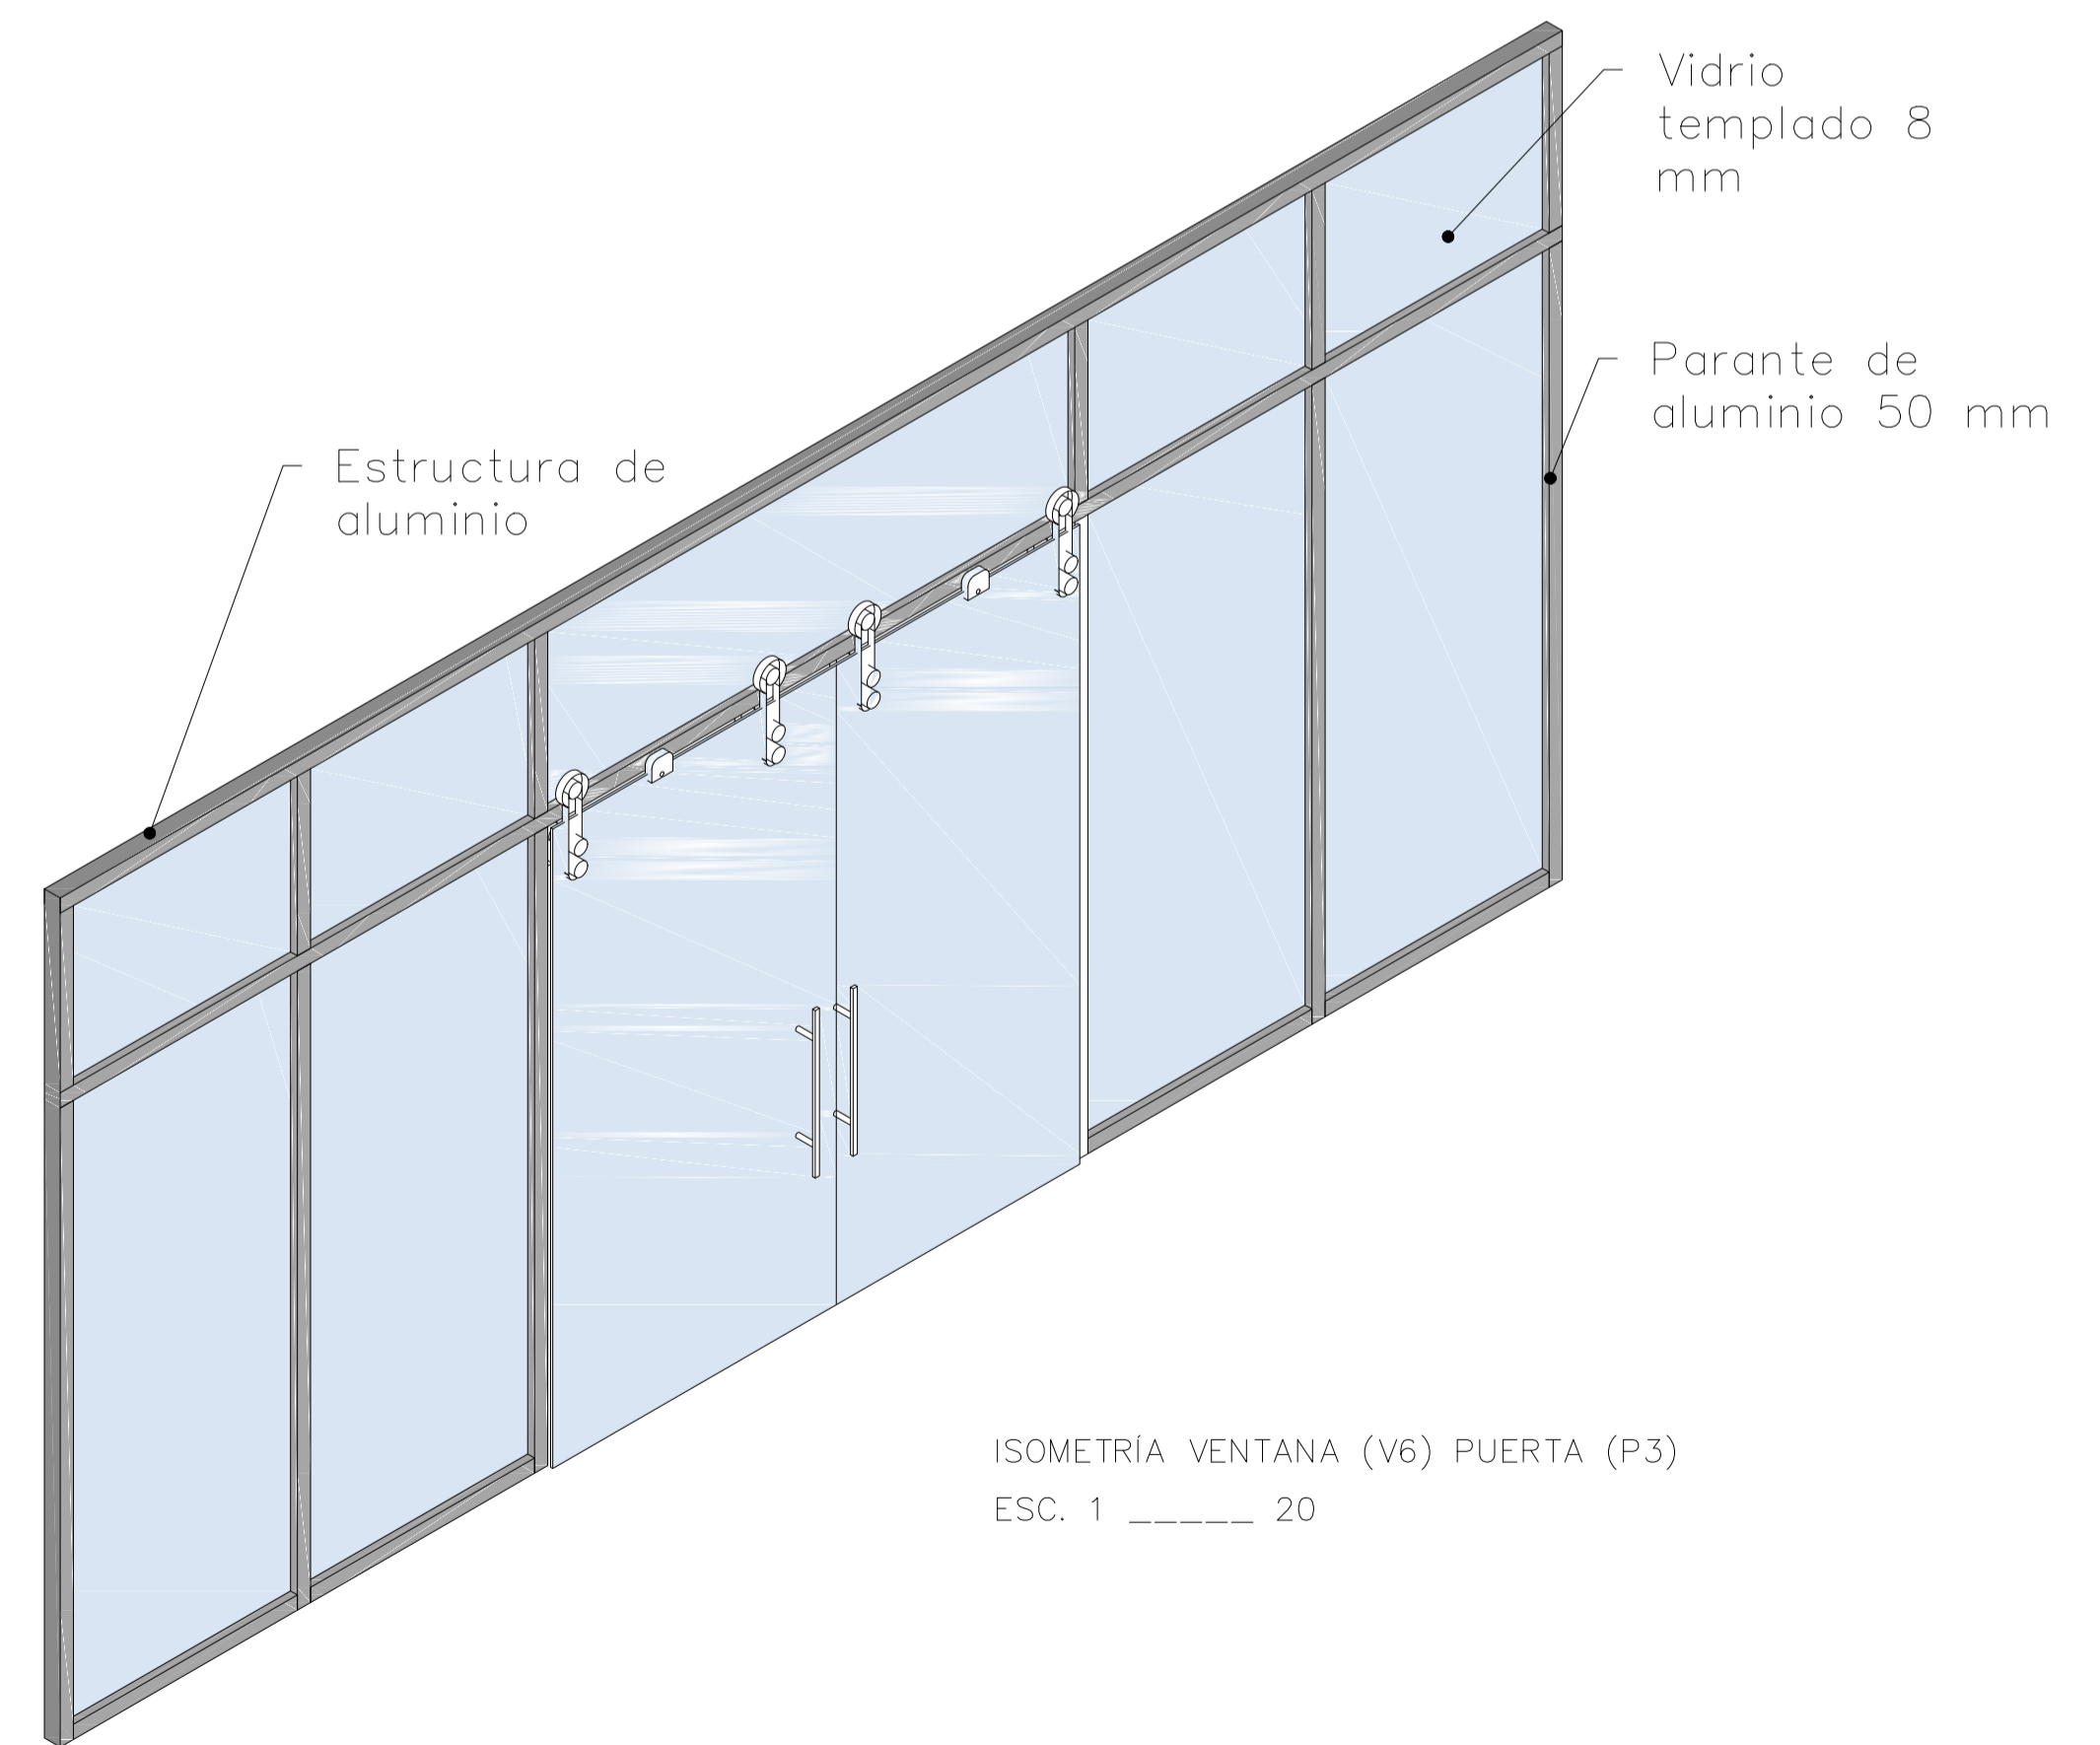 Vidrio
templado 8
mm
Parante de
aluminio 50 mm
Estructura de
aluminio
ISOMETRÍA VENTANA (V6) PUERTA (P3)
ESC. 1 _____ 20